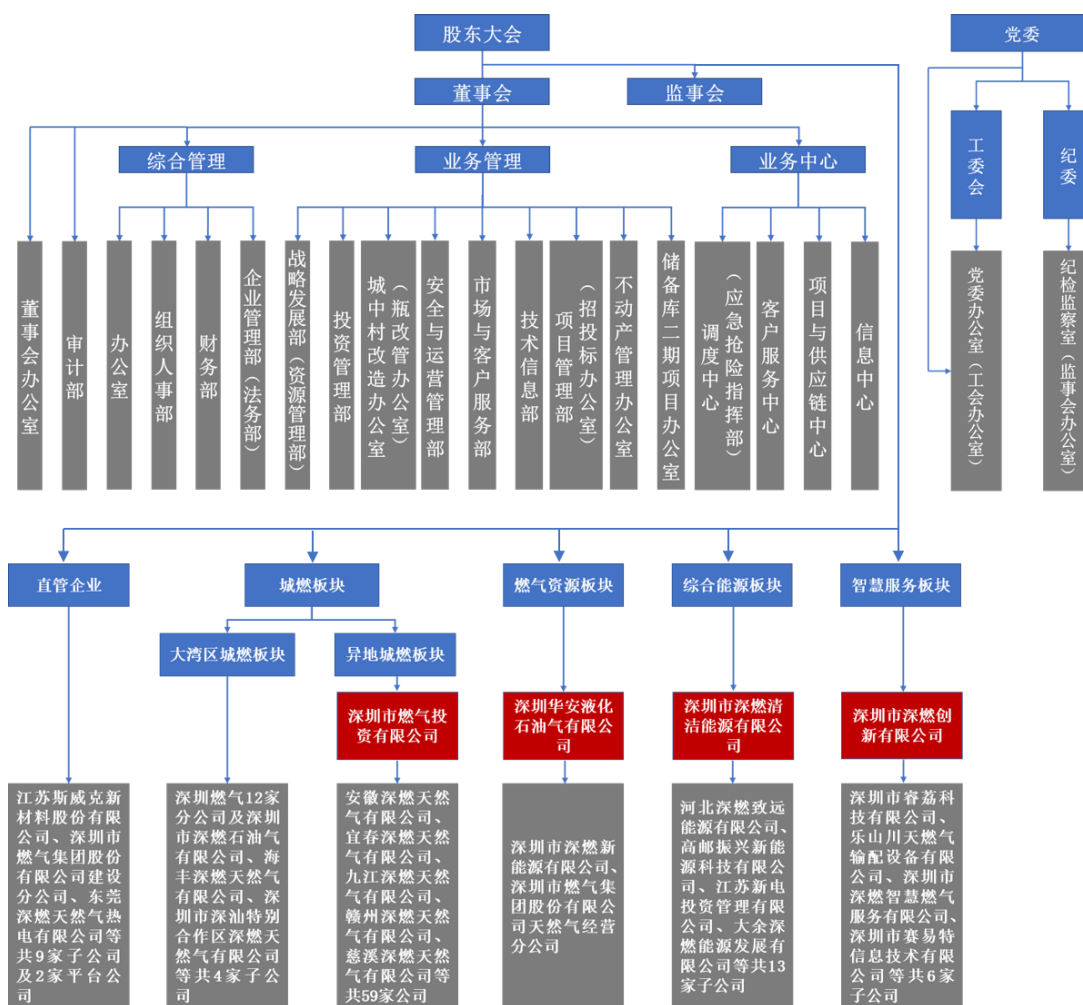 股东大会
党委
董事会
监事会
综合管理
业务管理
业务中心
工委会
纪委
董事会办公室
审计部
办公室
组织人事部
财务部
企业管理部（法务部）
战略发展部（资源管理部）
投资管理部
（瓶改管办公室）
城中村改造办公室
安全与运营管理部
市场与客户服务部
技术信息部
（招投标办公室）
项目管理部
不动产管理办公室
储备库二期项目办公室
（应急抢险指挥部）
调度中心
客户服务中心
项目与供应链中心
信息中心
党委办公室（工会办公室）
纪检监察室（监事会办公室）
直管企业
城燃板块
燃气资源板块
综合能源板块
智慧服务板块
大湾区城燃板块
异地城燃板块
深圳市燃气投
资有限公司
深圳华安液化
石油气有限公
司
深圳市深燃清
洁能源有限公
司
深圳市深燃创
新有限公司
江苏斯威克新
材料股份有限
公司、深圳市
燃气集团股份
有限公司建设
分公司、东莞
深燃天然气热
电有限公司等
共9家子公司
及2家平台公
司
深圳燃气12家
分公司及深圳
市深燃石油气
有限公司、海
丰深燃天然气
有限公司、深
圳市深汕特别
合作区深燃天
然气有限公司
等共4家子公
司
安徽深燃天然
气有限公司、
宜春深燃天然
气有限公司、
九江深燃天然
气有限公司、
赣州深燃天然
气有限公司、
慈溪深燃天然
气有限公司等
共59家公司
深圳市深燃新
能源有限公司、
深圳市燃气集
团股份有限公
司天然气经营
分公司
河北深燃致远
能源有限公司、
高邮振兴新能
源科技有限公
司、江苏新电
投资管理有限
公司、大余深
燃能源发展有
限公司等共13
家子公司
深圳市睿荔科
技有限公司、
乐山川天燃气
输配设备有限
公司、深圳市
深燃智慧燃气
服务有限公司、
深圳市赛易特
信息技术有限
公司等共6家
子公司